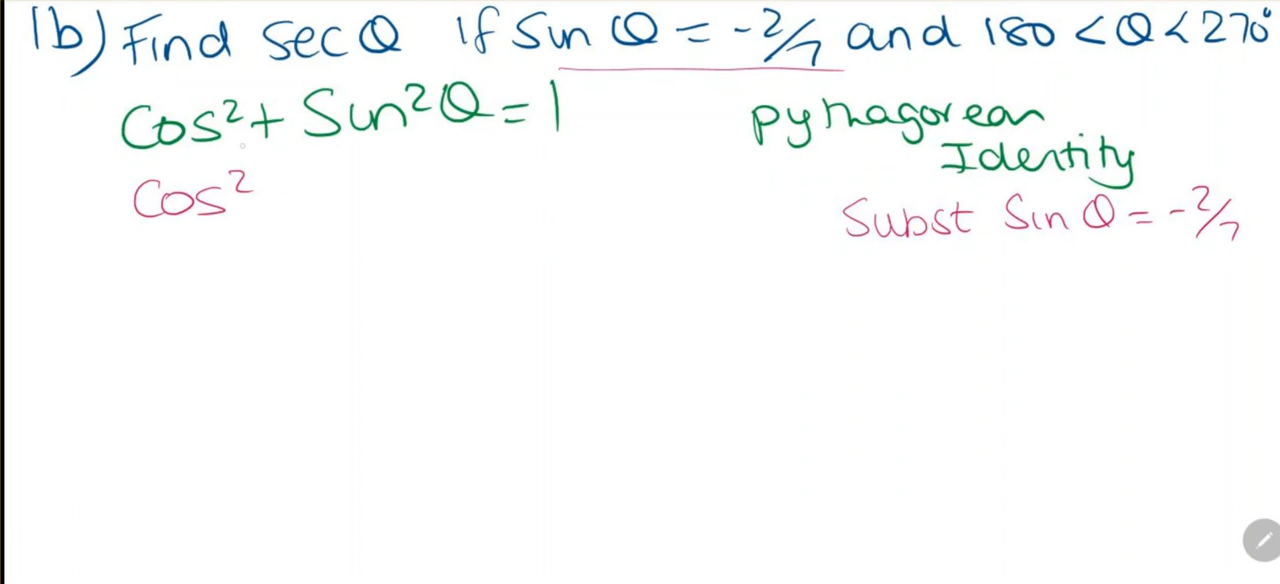 1b) Find sec θ if Sin θ = -2/7 and 180 < θ < 270°
Cos² + Sin²θ = 1
Pythagorean
Identity
Cos²
Subst Sin θ = -2/7